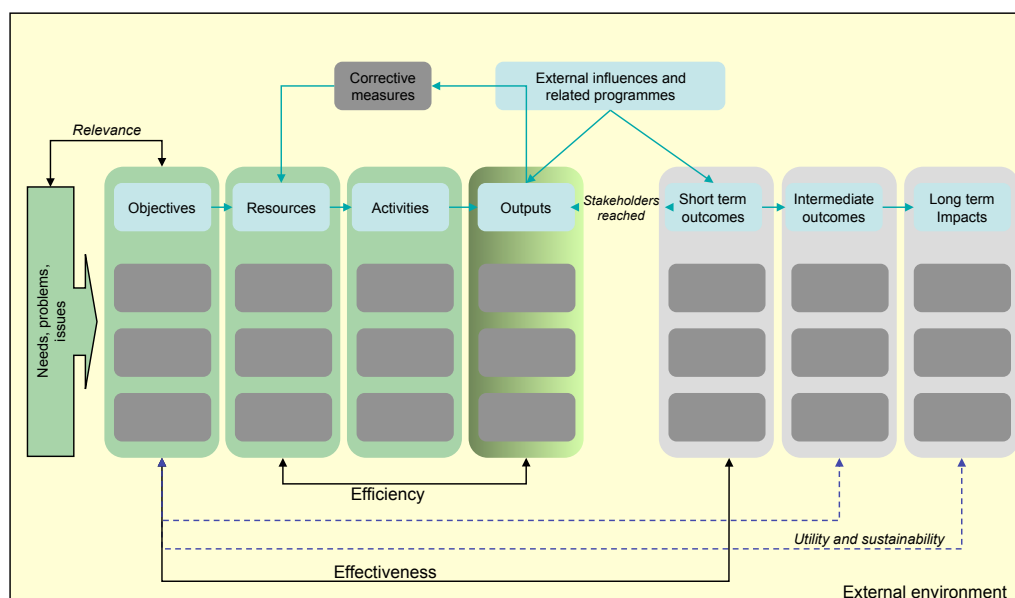 Corrective
measures
External influences and
related programmes
Relevance
Needs, problems,
issues
Objectives
Resources
Activities
Outputs
Stakeholders
reached
Short term
outcomes
Intermediate
outcomes
Long term
Impacts
Efficiency
Utility and sustainability
Effectiveness
External environment